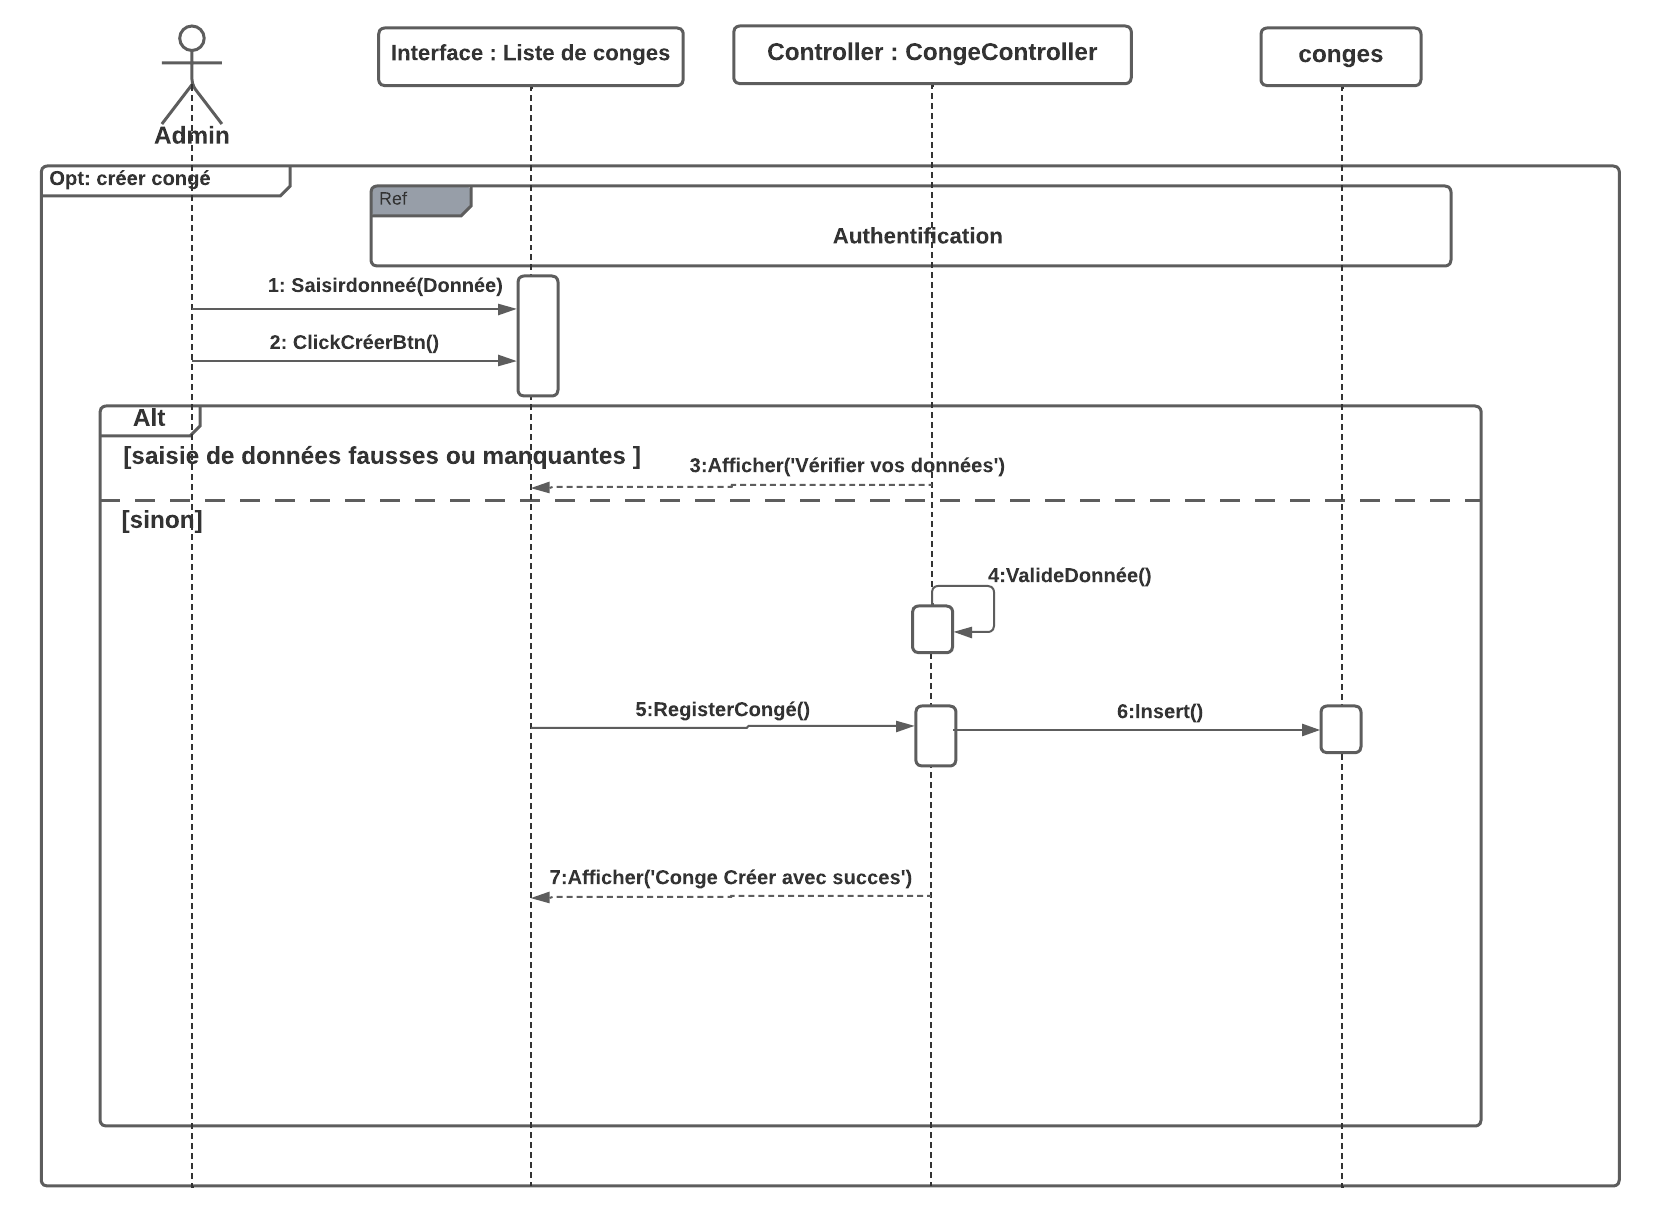 Interface : Liste de conges
Controller : CongeController
conges
Admin
Opt: créer congé
Ref
Authentification
1: Saisirdonneé(Donnée)
2: ClickCréerBtn()
Alt
[saisie de données fausses ou manquantes ]
3:Afficher('Vérifier vos données')
[sinon]
4:ValideDonnée()
5:RegisterCongé()
6:Insert()
7:Afficher('Conge Créer avec succes')